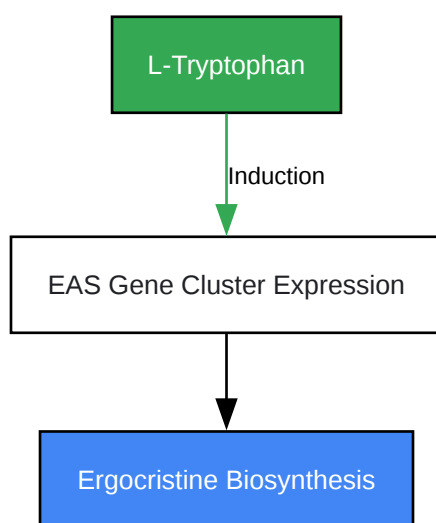 L-Tryptophan
Induction
EAS Gene Cluster Expression
Ergocristine Biosynthesis